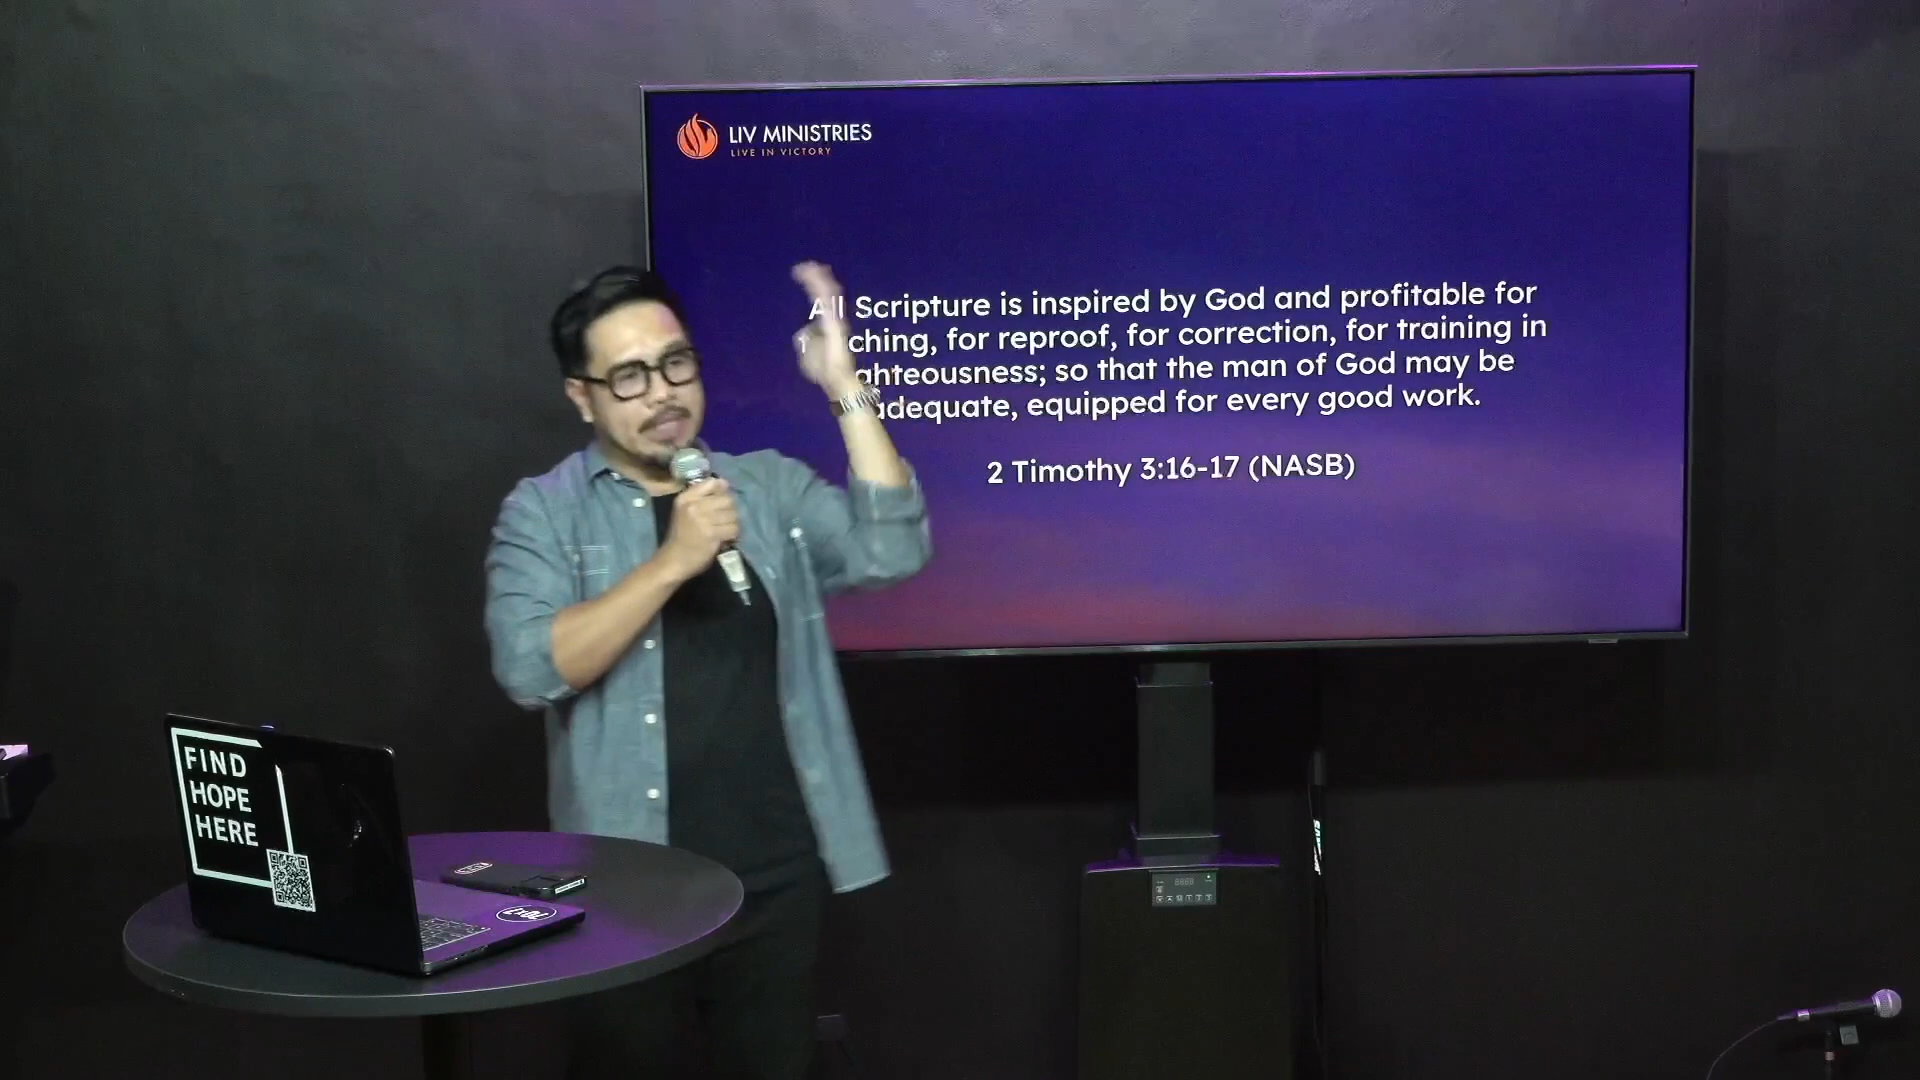 LIV MINISTRIES
LIVE IN VICTORY
All Scripture is inspired by God and profitable for
ching, for reproof, for correction, for training in
ghteousness; so that the man of God may be
adequate, equipped for every good work.
2 Timothy 3:16-17 (NASB)
FIND
HOPE
HERE